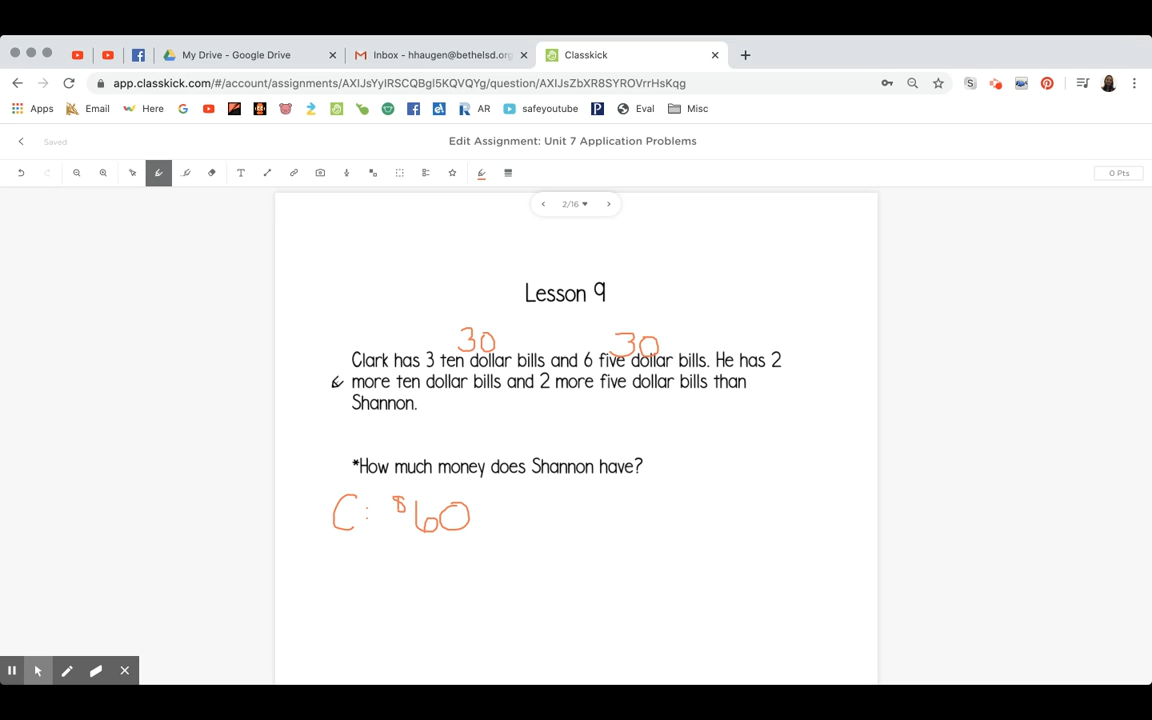 My Drive - Google Drive
Inbox - hhaugen@bethelsd.org
Classkick
app.classkick.com/#/account/assignments/AXIJsYyIRSCQBgl5KQVQYg/question/AXIJsZbXR8SYROVrrHsKqg
Apps Email Here AR safeyoutube Eval Misc
Saved
Edit Assignment: Unit 7 Application Problems
T
0 Pts
2/16
Lesson 9
30 30
Clark has 3 ten dollar bills and 6 five dollar bills. He has 2
more ten dollar bills and 2 more five dollar bills than
Shannon.
*How much money does Shannon have?
C: $60